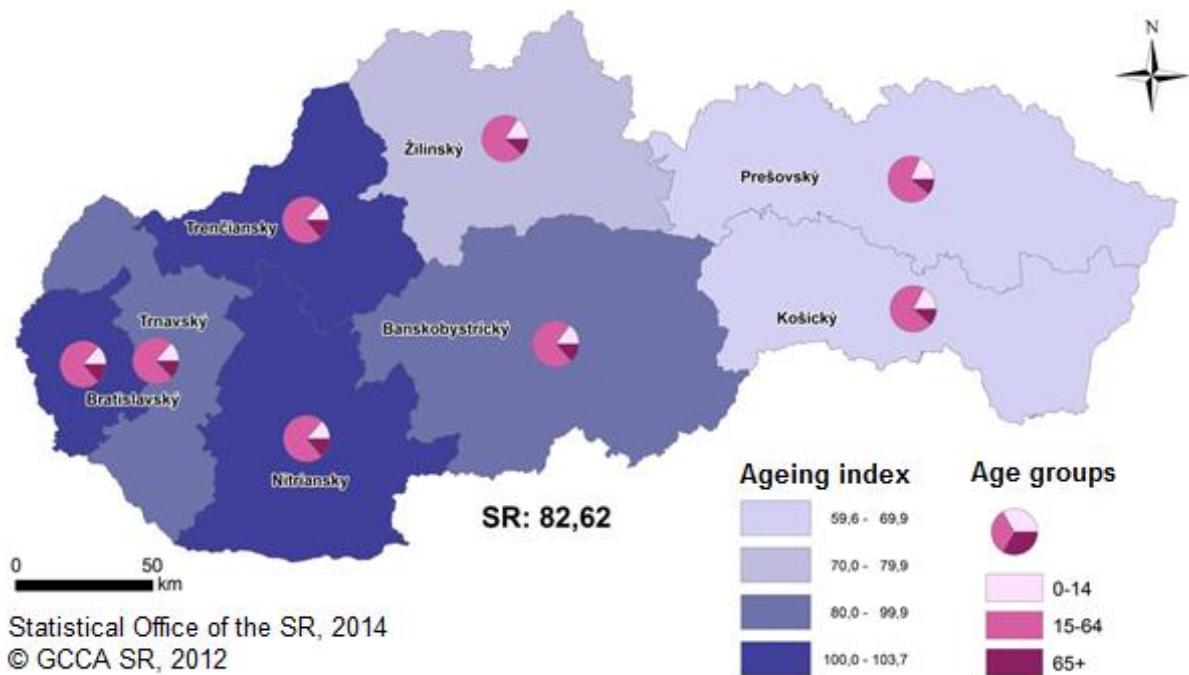 N
Žilinský
Prešovský
Trenčiansky
Košický
Trnavský
Banskobystrický
Bratislavský
Nitriansky
SR: 82,62
0 50
km
Statistical Office of the SR, 2014
© GCCA SR, 2012
Ageing index
59,6 - 69,9
70,0 - 79,9
80,0 - 99,9
100,0 - 103,7
Age groups
0-14
15-64
65+